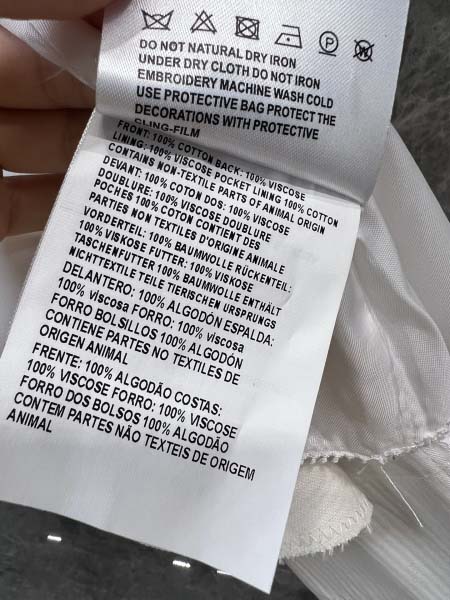 DO NOT NATURAL DRY IRON
UNDER DRY CLOTH DO NOT IRON
EMBROIDERY MACHINE WASH COLD
USE PROTECTIVE BAG PROTECT THE
DECORATIONS WITH PROTECTIVE
CLING-FILM
FRONT: 100% COTTON BACK: 100% VISCOSE
LINING: 100% VISCOSE POCKET LINING 100% COTTON
CONTAINS NON-TEXTILE PARTS OF ANIMAL ORIGIN
DEVANT: 100% COTON DOS: 100% VISCOSE
DOUBLURE: 100% VISCOSE DOUBLURE
POCHES 100% COTON CONTIENT DES
PARTIES NON TEXTILES D'ORIGINE ANIMALE
VORDERTEIL: 100% BAUMWOLLE RÜCKENTEIL:
100% VISKOSE FUTTER: 100% VISKOSE
TASCHENFUTTER 100% BAUMWOLLE ENTHÄLT
NICHTTEXTILE TEILE TIERISCHEN URSPRUNGS
DELANTERO: 100% ALGODÓN ESPALDA:
100% viscosa FORRO: 100% viscosa
FORRO BOLSILLOS 100% ALGODÓN
CONTIENE PARTES NO TEXTILES DE
ORIGEN ANIMAL
FRENTE: 100% ALGODÃO COSTAS:
100% VISCOSE FORRO: 100% VISCOSE
FORRO DOS BOLSOS 100% ALGODÃO
CONTEM PARTES NÃO TEXTEIS DE ORIGEM
ANIMAL